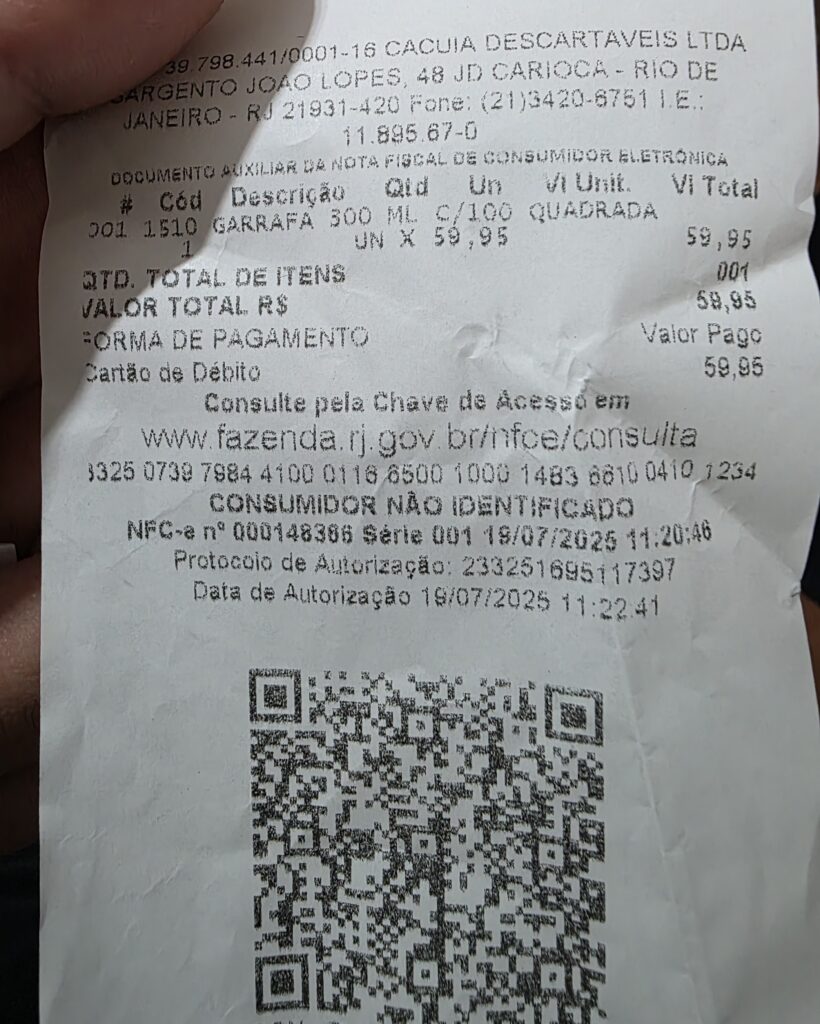 39.798.441/0001-16 CACUIA DESCARTAVEIS LTDA
SARGENTO JOAO LOPES, 48 JD CARIOCA - RIO DE
JANEIRO - RJ 21931-420 Fone: (21)3420-6751 I.E.:
11.895.67-0
DOCUMENTO AUXILIAR DA NOTA FISCAL DE CONSUMIDOR ELETRÔNICA
# Cód Descrição Qtd Un Vl Unit. Vl Total
001 1510 GARRAFA 300 ML C/100 QUADRADA
1 UN X 59,95 59,95
QTD. TOTAL DE ITENS 001
VALOR TOTAL R$ 59,95
FORMA DE PAGAMENTO Valor Pago
Cartão de Débito 59,95
Consulte pela Chave de Acesso em
www.fazenda.rj.gov.br/nfce/consulta
3325 0739 7984 4100 0116 6500 1000 1483 6610 0410 1234
CONSUMIDOR NÃO IDENTIFICADO
NFC-e nº 000148366 Série 001 19/07/2025 11:20:46
Protocolo de Autorização: 233251695117397
Data de Autorização 19/07/2025 11:22:41